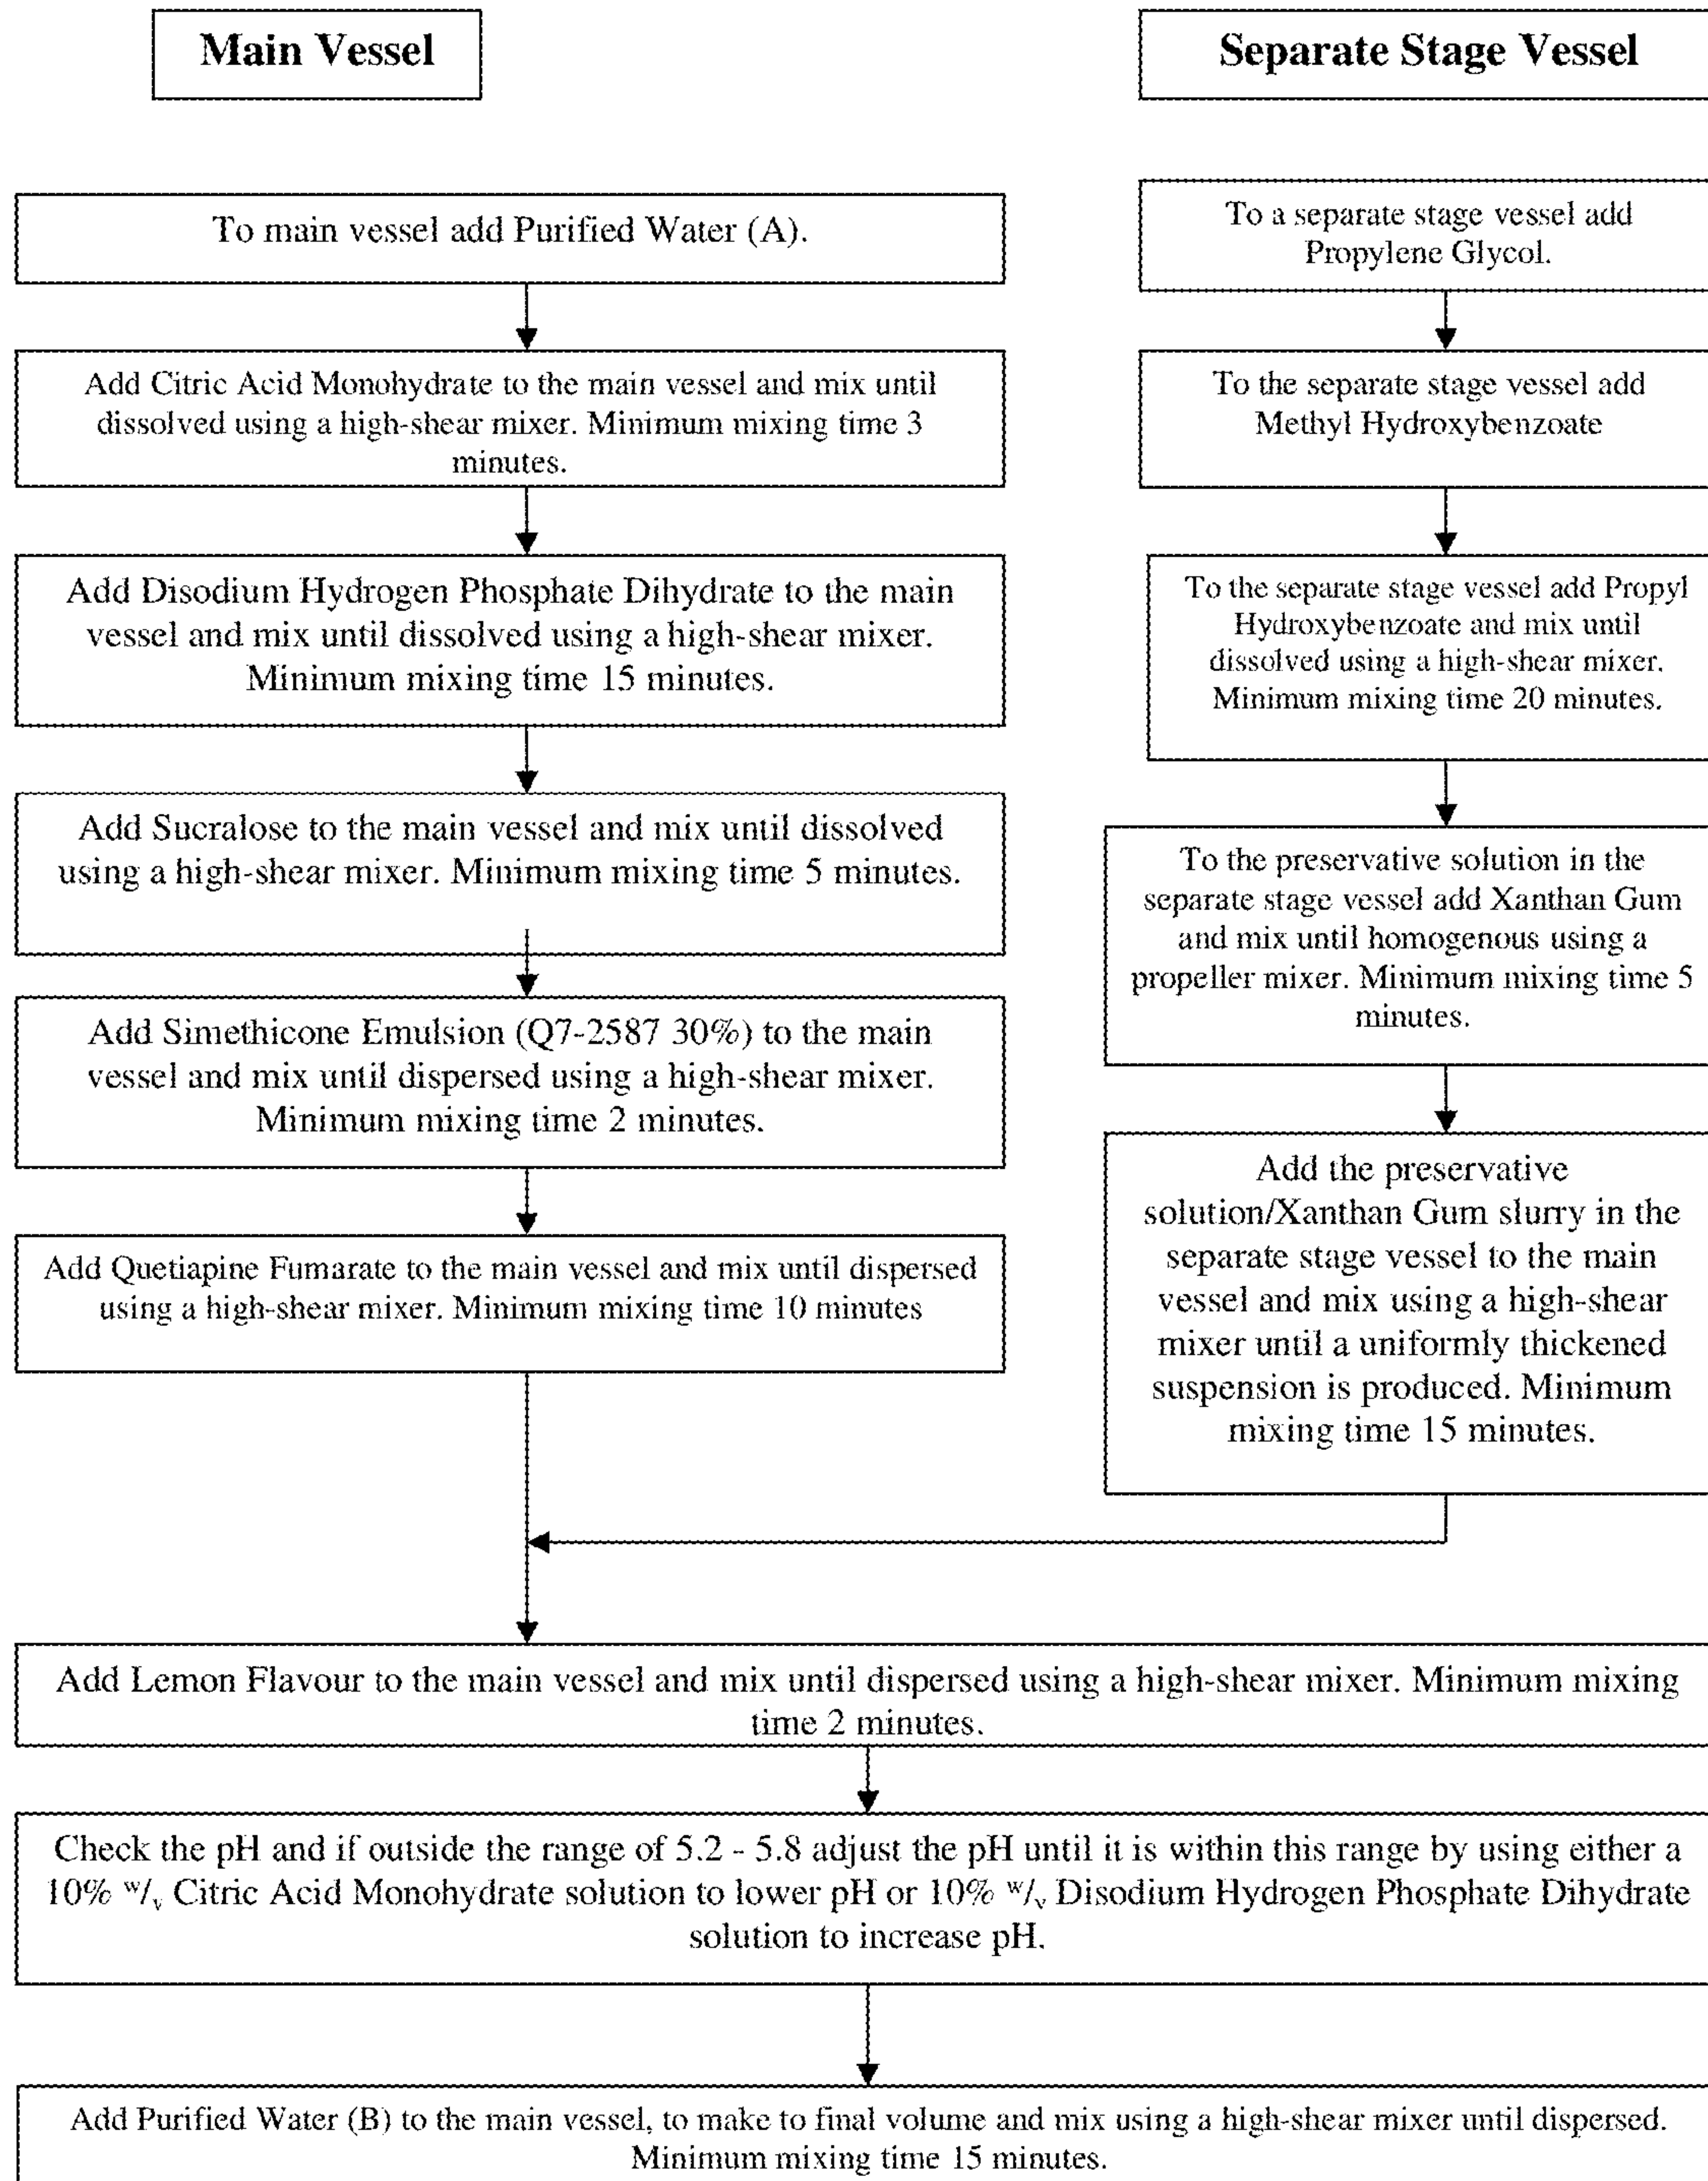 Main Vessel
Separate Stage Vessel
To main vessel add Purified Water (A).
Add Citric Acid Monohydrate to the main vessel and mix until
dissolved using a high-shear mixer. Minimum mixing time 3
minutes.
Add Disodium Hydrogen Phosphate Dihydrate to the main
vessel and mix until dissolved using a high-shear mixer.
Minimum mixing time 15 minutes.
Add Sucralose to the main vessel and mix until dissolved
using a high-shear mixer. Minimum mixing time 5 minutes.
Add Simethicone Emulsion (Q7-2587 30%) to the main
vessel and mix until dispersed using a high-shear mixer.
Minimum mixing time 2 minutes.
Add Quetiapine Fumarate to the main vessel and mix until dispersed
using a high-shear mixer. Minimum mixing time 10 minutes
To a separate stage vessel add
Propylene Glycol.
To the separate stage vessel add
Methyl Hydroxybenzoate
To the separate stage vessel add Propyl
Hydroxybenzoate and mix until
dissolved using a high-shear mixer.
Minimum mixing time 20 minutes.
To the preservative solution in the
separate stage vessel add Xanthan Gum
and mix until homogenous using a
propeller mixer. Minimum mixing time 5
minutes.
Add the preservative
solution/Xanthan Gum slurry in the
separate stage vessel to the main
vessel and mix using a high-shear
mixer until a uniformly thickened
suspension is produced. Minimum
mixing time 15 minutes.
Add Lemon Flavour to the main vessel and mix until dispersed using a high-shear mixer. Minimum mixing
time 2 minutes.
Check the pH and if outside the range of 5.2 - 5.8 adjust the pH until it is within this range by using either a
10% w/v Citric Acid Monohydrate solution to lower pH or 10% w/v Disodium Hydrogen Phosphate Dihydrate
solution to increase pH.
Add Purified Water (B) to the main vessel, to make to final volume and mix using a high-shear mixer until dispersed.
Minimum mixing time 15 minutes.